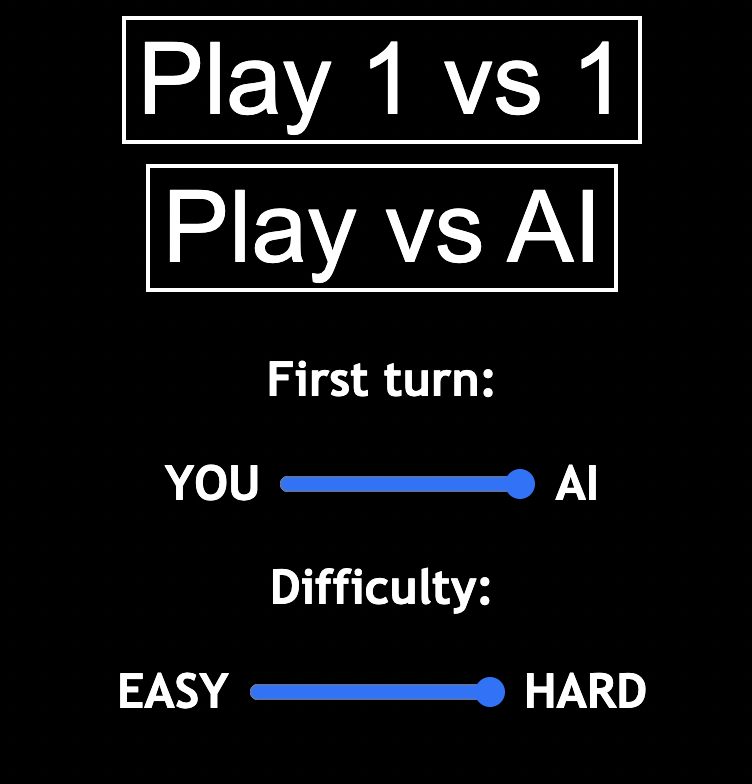 Play 1 vs 1
Play vs AI
First turn:
YOU AI
Difficulty:
EASY HARD